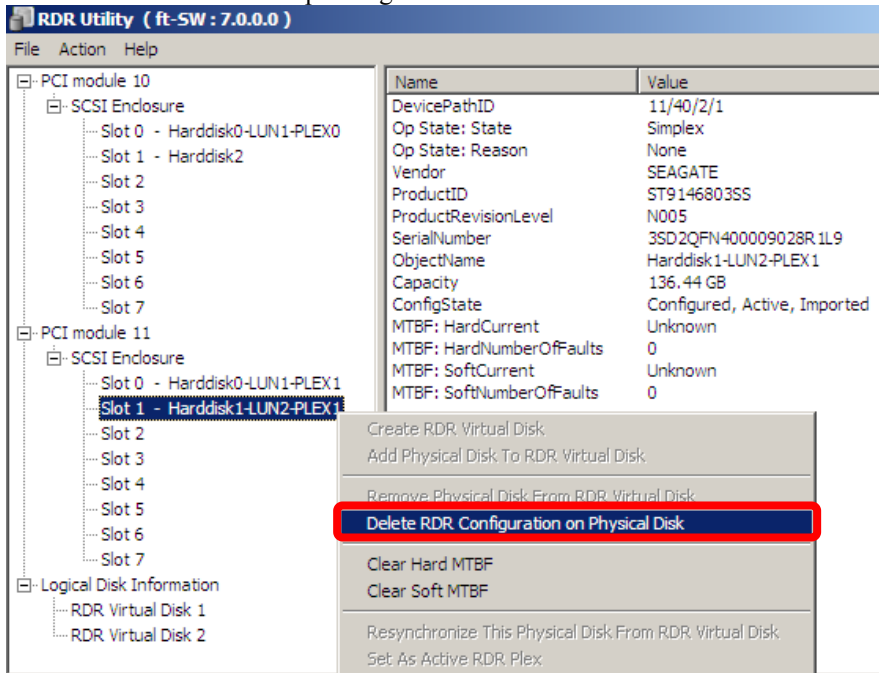 RDR Utility ( ft-SW : 7.0.0.0 )
File Action Help
PCI module 10
SCSI Enclosure
Slot 0 - Harddisk0-LUN1-PLEX0
Slot 1 - Harddisk2
Slot 2
Slot 3
Slot 4
Slot 5
Slot 6
Slot 7
PCI module 11
SCSI Enclosure
Slot 0 - Harddisk0-LUN1-PLEX1
Slot 1 - Harddisk1-LUN2-PLEX1
Slot 2
Slot 3
Slot 4
Slot 5
Slot 6
Slot 7
Logical Disk Information
RDR Virtual Disk 1
RDR Virtual Disk 2
Name Value
DevicePathID 11/40/2/1
Op State: State Simplex
Op State: Reason None
Vendor SEAGATE
ProductID ST9146803SS
ProductRevisionLevel N005
SerialNumber 3SD2QFN400009028R1L9
ObjectName Harddisk1-LUN2-PLEX1
Capacity 136.44 GB
ConfigState Configured, Active, Imported
MTBF: HardCurrent Unknown
MTBF: HardNumberOfFaults 0
MTBF: SoftCurrent Unknown
MTBF: SoftNumberOfFaults 0
Create RDR Virtual Disk
Add Physical Disk To RDR Virtual Disk
Remove Physical Disk From RDR Virtual Disk
Delete RDR Configuration on Physical Disk
Clear Hard MTBF
Clear Soft MTBF
Resynchronize This Physical Disk From RDR Virtual Disk
Set As Active RDR Plex